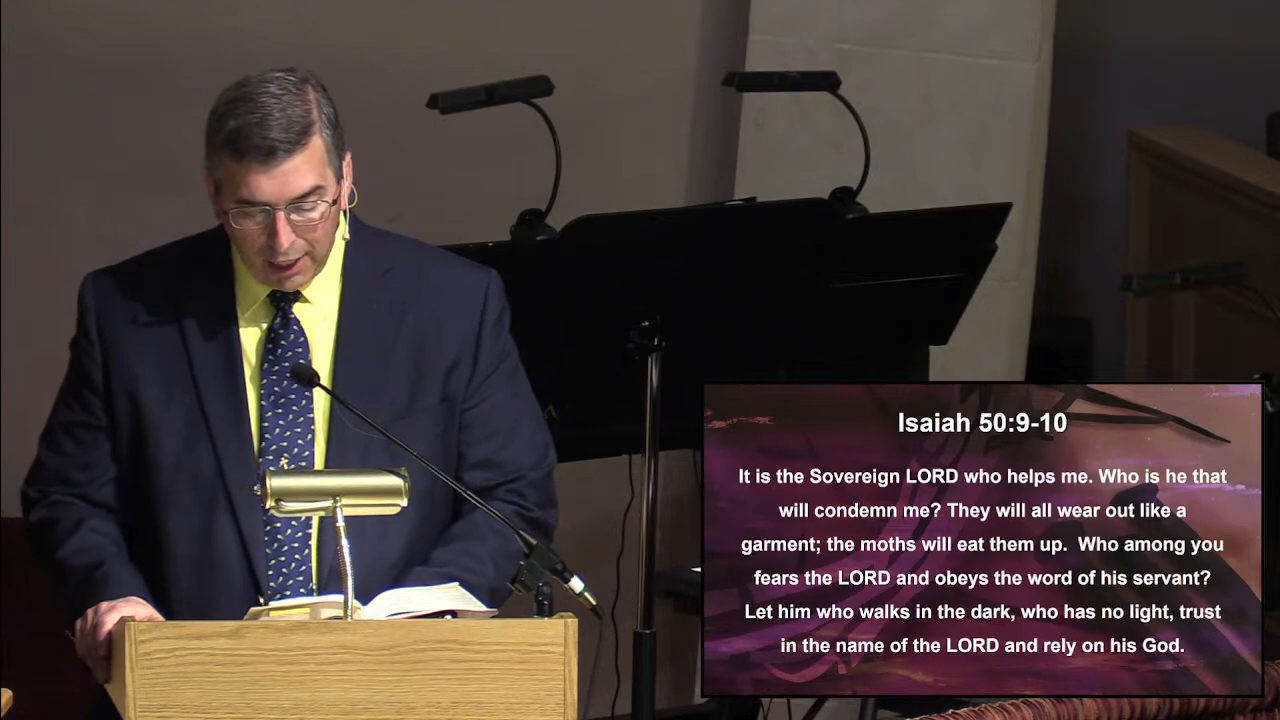 Isaiah 50:9-10
It is the Sovereign LORD who helps me. Who is he that
will condemn me? They will all wear out like a
garment; the moths will eat them up.  Who among you
fears the LORD and obeys the word of his servant?
Let him who walks in the dark, who has no light, trust
in the name of the LORD and rely on his God.